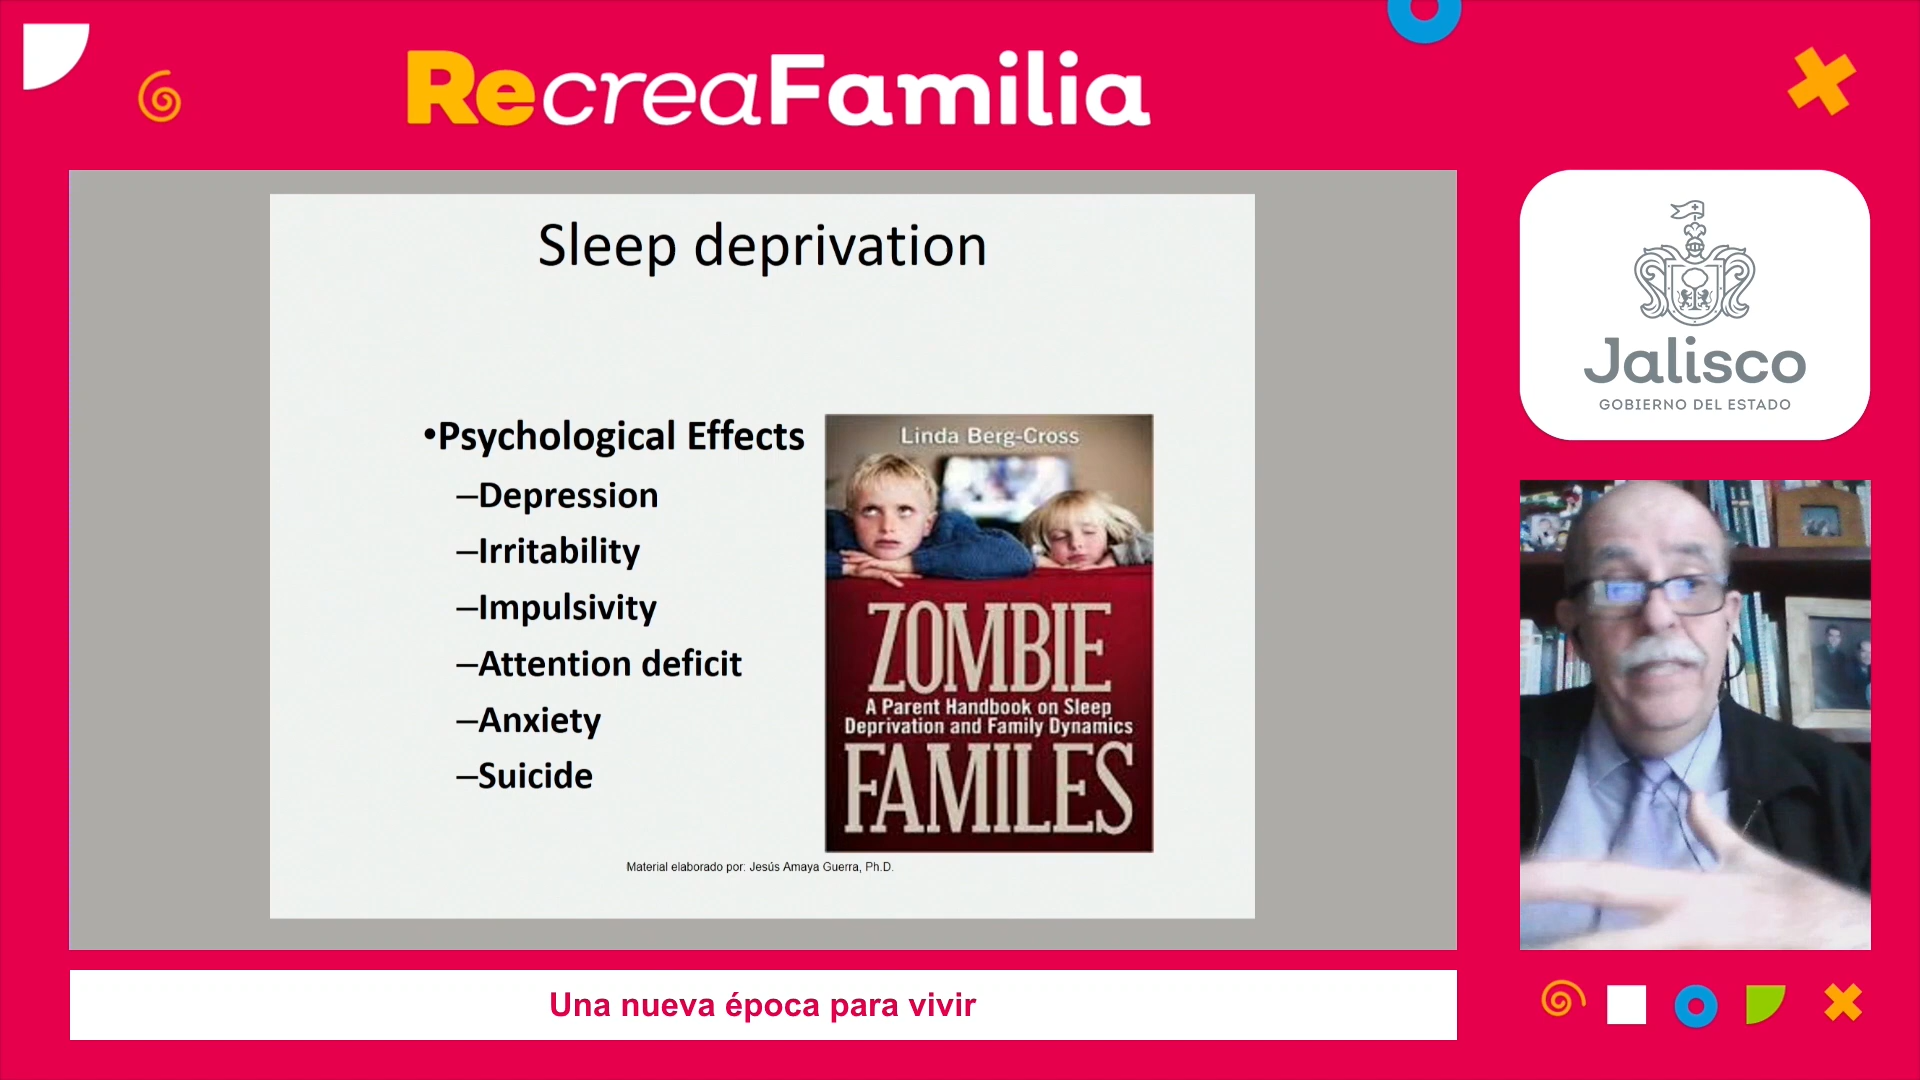 RecreaFamilia
Sleep deprivation
•Psychological Effects
–Depression
–Irritability
–Impulsivity
–Attention deficit
–Anxiety
–Suicide
Linda Berg-Cross
ZOMBIE
A Parent Handbook on Sleep
Deprivation and Family Dynamics
FAMILES
Material elaborado por: Jesús Amaya Guerra, Ph.D.
Jalisco
GOBIERNO DEL ESTADO
Una nueva época para vivir